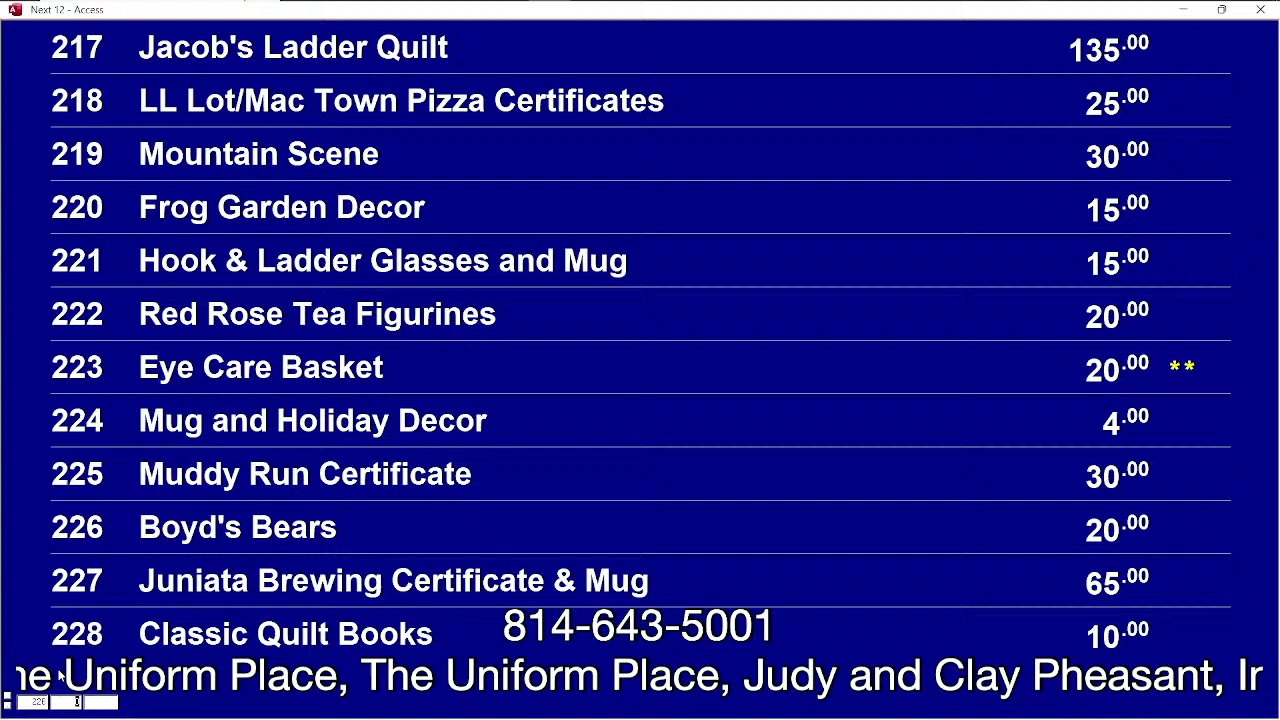 Next 12 - Access
217 Jacob's Ladder Quilt 135.00
218 LL Lot/Mac Town Pizza Certificates 25.00
219 Mountain Scene 30.00
220 Frog Garden Decor 15.00
221 Hook & Ladder Glasses and Mug 15.00
222 Red Rose Tea Figurines 20.00
223 Eye Care Basket 20.00 **
224 Mug and Holiday Decor 4.00
225 Muddy Run Certificate 30.00
226 Boyd's Bears 20.00
227 Juniata Brewing Certificate & Mug 65.00
228 Classic Quilt Books 10.00
814-643-5001
ne Uniform Place, The Uniform Place, Judy and Clay Pheasant, Ir